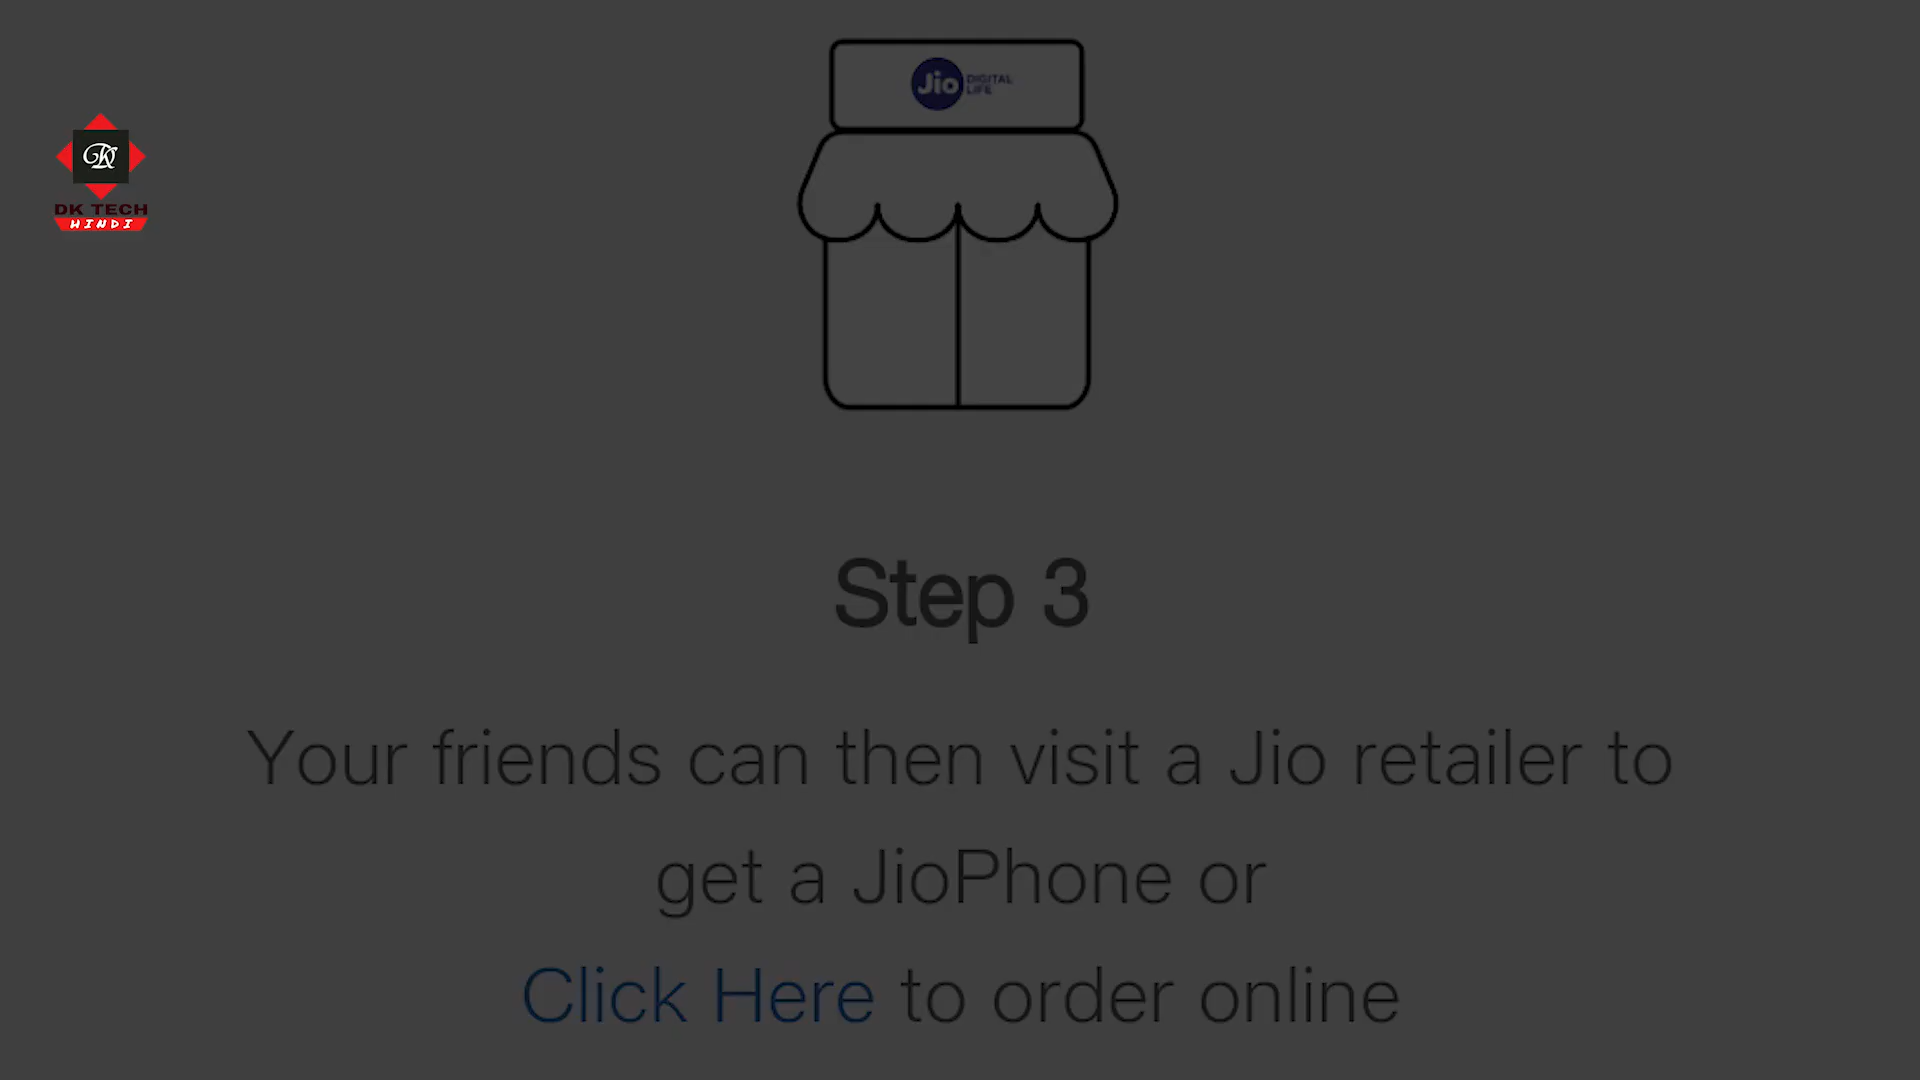 Jio DIGITAL
LIFE
DK
DK TECH
HINDI
Step 3
Your friends can then visit a Jio retailer to
get a JioPhone or
Click Here to order online